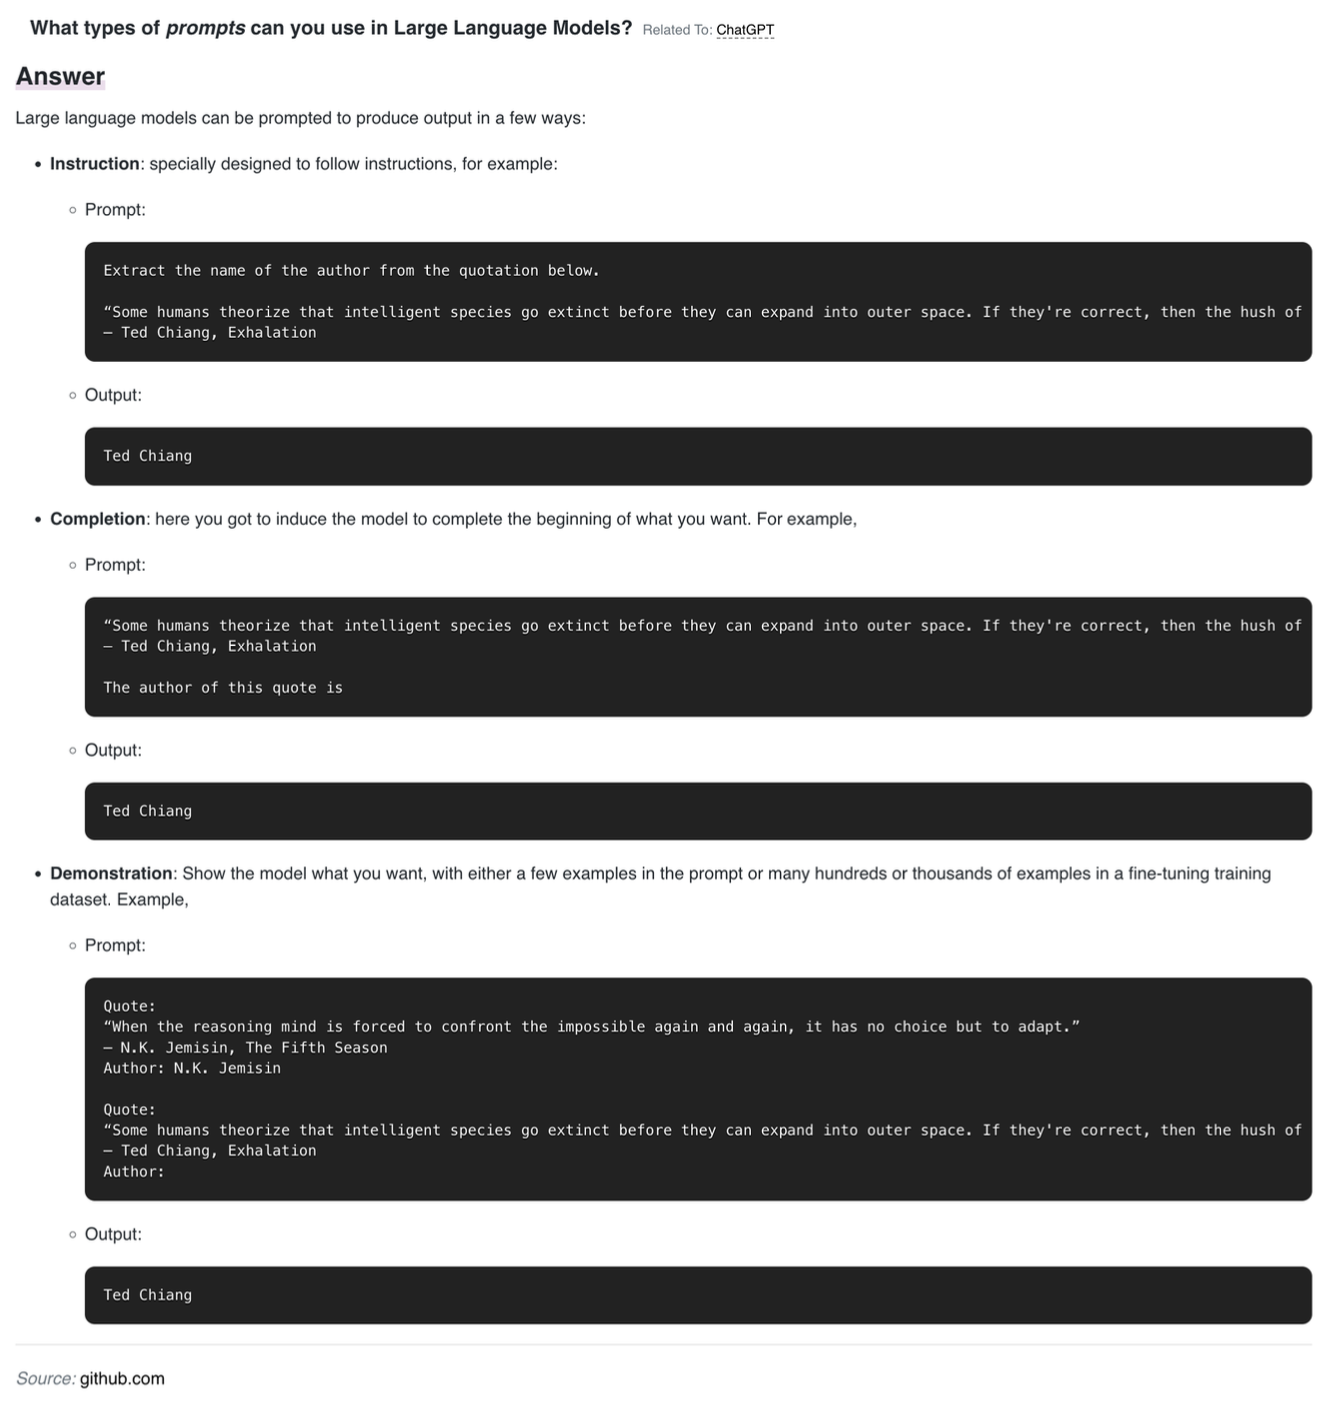 What types of prompts can you use in Large Language Models? Related To: ChatGPT
Answer
Large language models can be prompted to produce output in a few ways:
• Instruction: specially designed to follow instructions, for example:
◦ Prompt:
Extract the name of the author from the quotation below.
“Some humans theorize that intelligent species go extinct before they can expand into outer space. If they're correct, then the hush of
— Ted Chiang, Exhalation
◦ Output:
Ted Chiang
• Completion: here you got to induce the model to complete the beginning of what you want. For example,
◦ Prompt:
“Some humans theorize that intelligent species go extinct before they can expand into outer space. If they're correct, then the hush of
— Ted Chiang, Exhalation
The author of this quote is
◦ Output:
Ted Chiang
• Demonstration: Show the model what you want, with either a few examples in the prompt or many hundreds or thousands of examples in a fine-tuning training
dataset. Example,
◦ Prompt:
Quote:
“When the reasoning mind is forced to confront the impossible again and again, it has no choice but to adapt.”
— N.K. Jemisin, The Fifth Season
Author: N.K. Jemisin
Quote:
“Some humans theorize that intelligent species go extinct before they can expand into outer space. If they're correct, then the hush of
— Ted Chiang, Exhalation
Author:
◦ Output:
Ted Chiang
Source: github.com